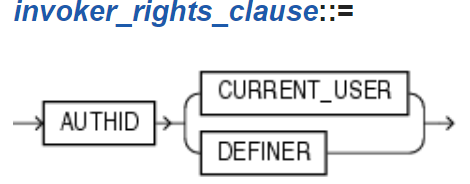 invoker_rights_clause::=
CURRENT_USER
AUTHID
DEFINER